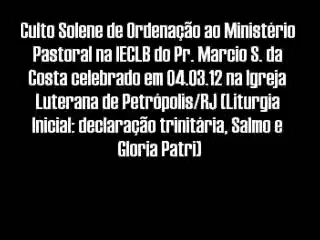 Culto Solene de Ordenação ao Ministério
Pastoral na IECLB do Pr. Marcio S. da
Costa celebrado em 04.03.12 na Igreja
Luterana de Petrópolis/RJ (Liturgia
Inicial: declaração trinitária, Salmo e
Gloria Patri)